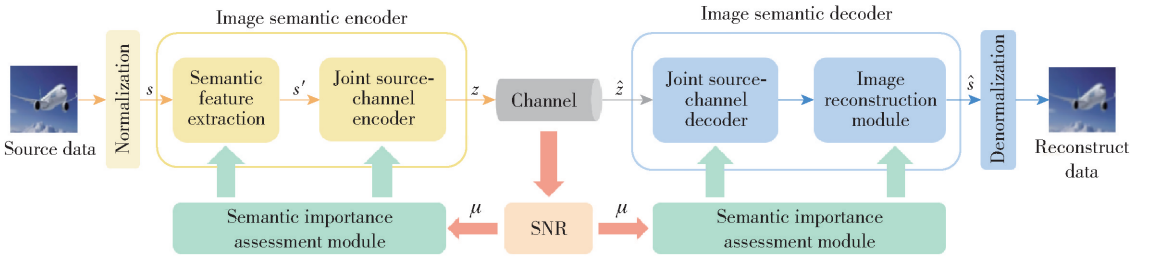 Image semantic encoder
Image semantic decoder
Source data
Normalization
s
Semantic
feature
extraction
s′
Joint source-
channel
encoder
z
Channel
ẑ
Joint source-
channel
decoder
Image
reconstruction
module
ŝ
Denormalization
Reconstruct
data
Semantic importance
assessment module
μ
SNR
μ
Semantic importance
assessment module